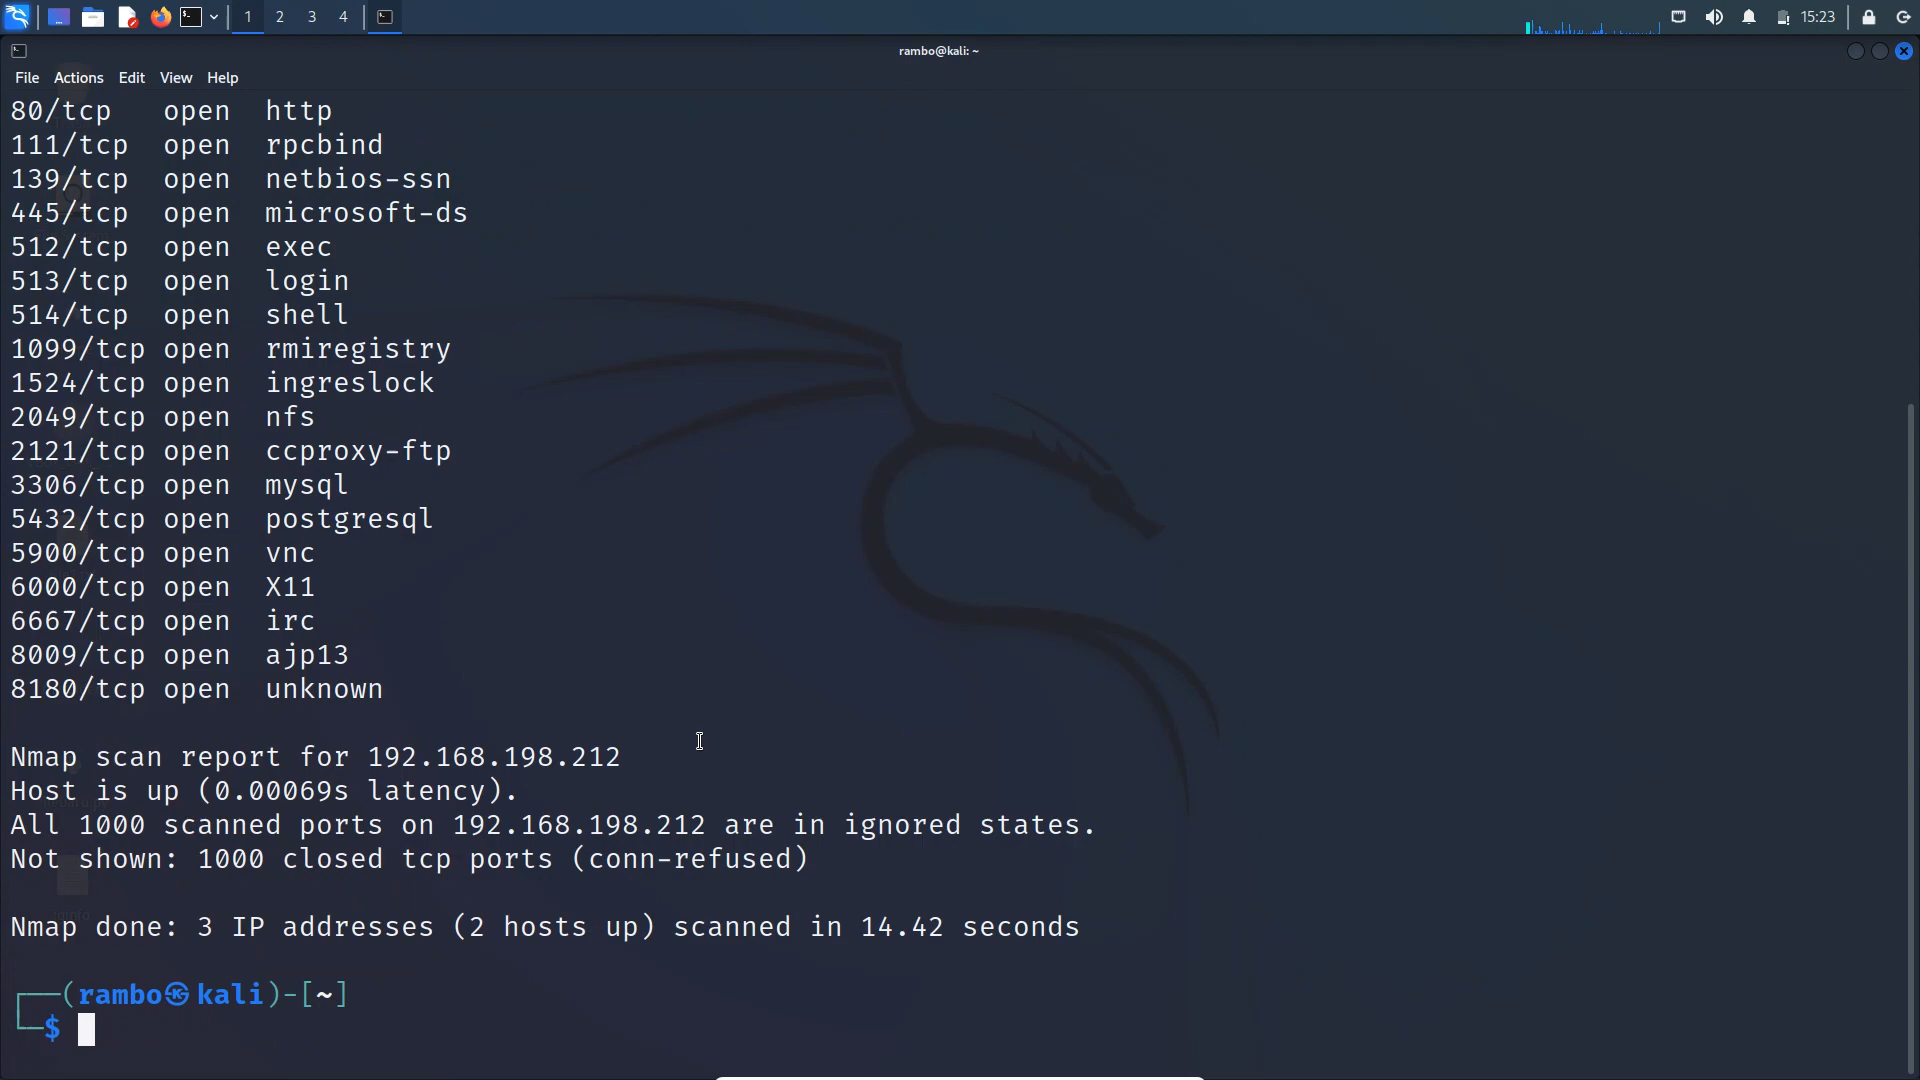 1 2 3 4 15:23
rambo@kali: ~
File Actions Edit View Help
80/tcp open http
111/tcp open rpcbind
139/tcp open netbios-ssn
445/tcp open microsoft-ds
512/tcp open exec
513/tcp open login
514/tcp open shell
1099/tcp open rmiregistry
1524/tcp open ingreslock
2049/tcp open nfs
2121/tcp open ccproxy-ftp
3306/tcp open mysql
5432/tcp open postgresql
5900/tcp open vnc
6000/tcp open X11
6667/tcp open irc
8009/tcp open ajp13
8180/tcp open unknown
Nmap scan report for 192.168.198.212
Host is up (0.00069s latency).
All 1000 scanned ports on 192.168.198.212 are in ignored states.
Not shown: 1000 closed tcp ports (conn-refused)
Nmap done: 3 IP addresses (2 hosts up) scanned in 14.42 seconds
┌──(rambo㉿kali)-[~]
└─$